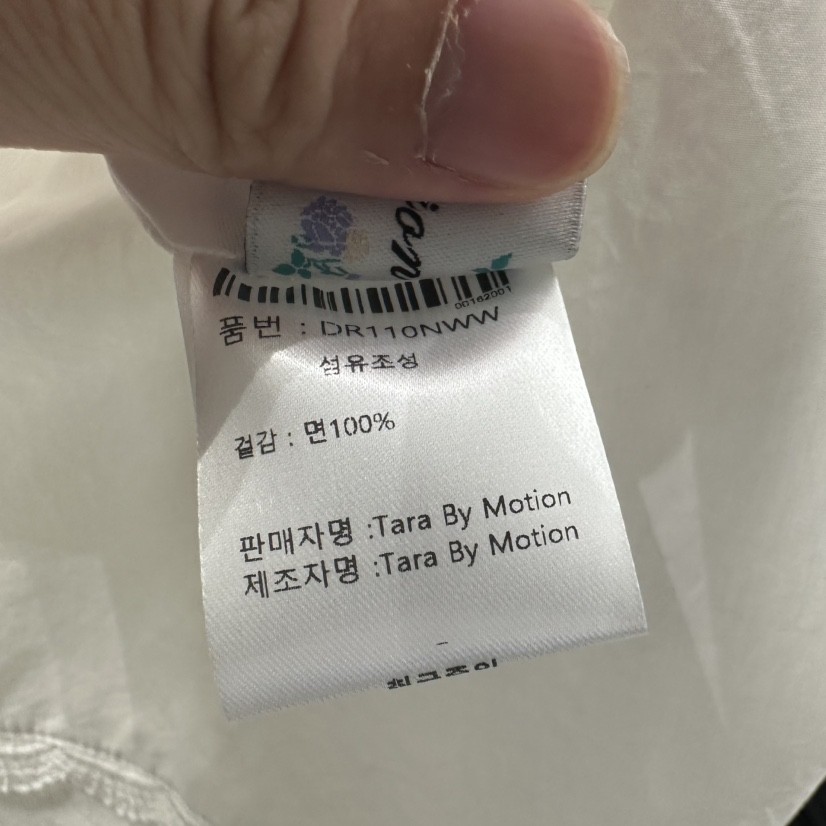 00162001
품번 : DR110NWW
섬유조성
겉감 : 면100%
판매자명 :Tara By Motion
제조자명 :Tara By Motion